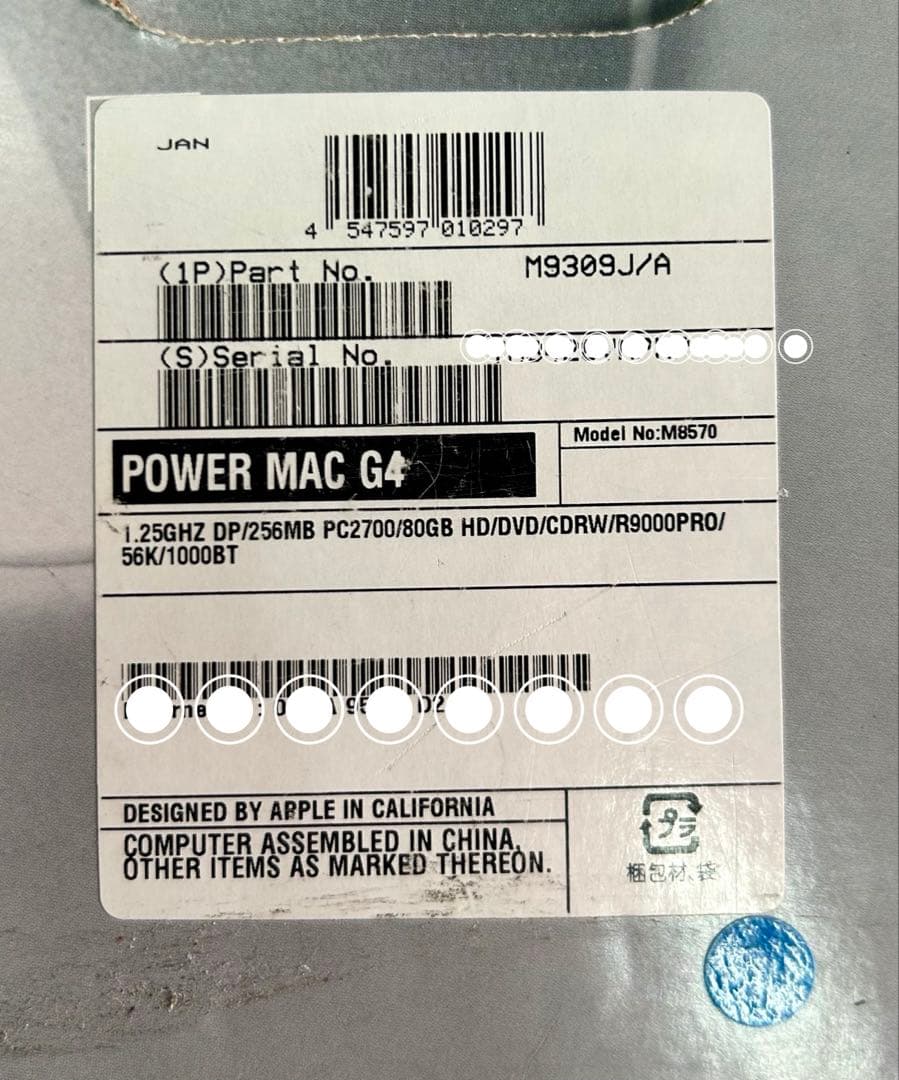 JAN
4 547597 010297
(1P)Part No. M9309J/A
(S)Serial No.
Model No:M8570
POWER MAC G4
1.25GHZ DP/256MB PC2700/80GB HD/DVD/CDRW/R9000PRO/
56K/1000BT
DESIGNED BY APPLE IN CALIFORNIA
COMPUTER ASSEMBLED IN CHINA,
OTHER ITEMS AS MARKED THEREON.
プラ
梱包材、袋